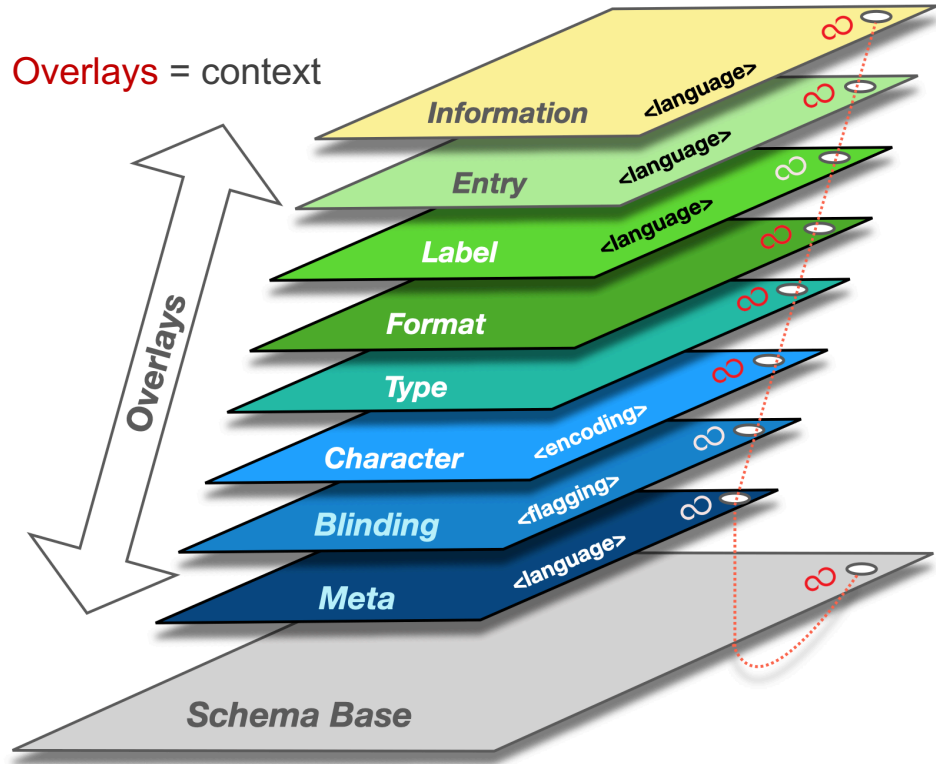 Overlays = context
Information <language>
Entry <language>
Label <language>
Format
Type
Character <encoding>
Blinding <flagging>
Meta <language>
Overlays
Schema Base